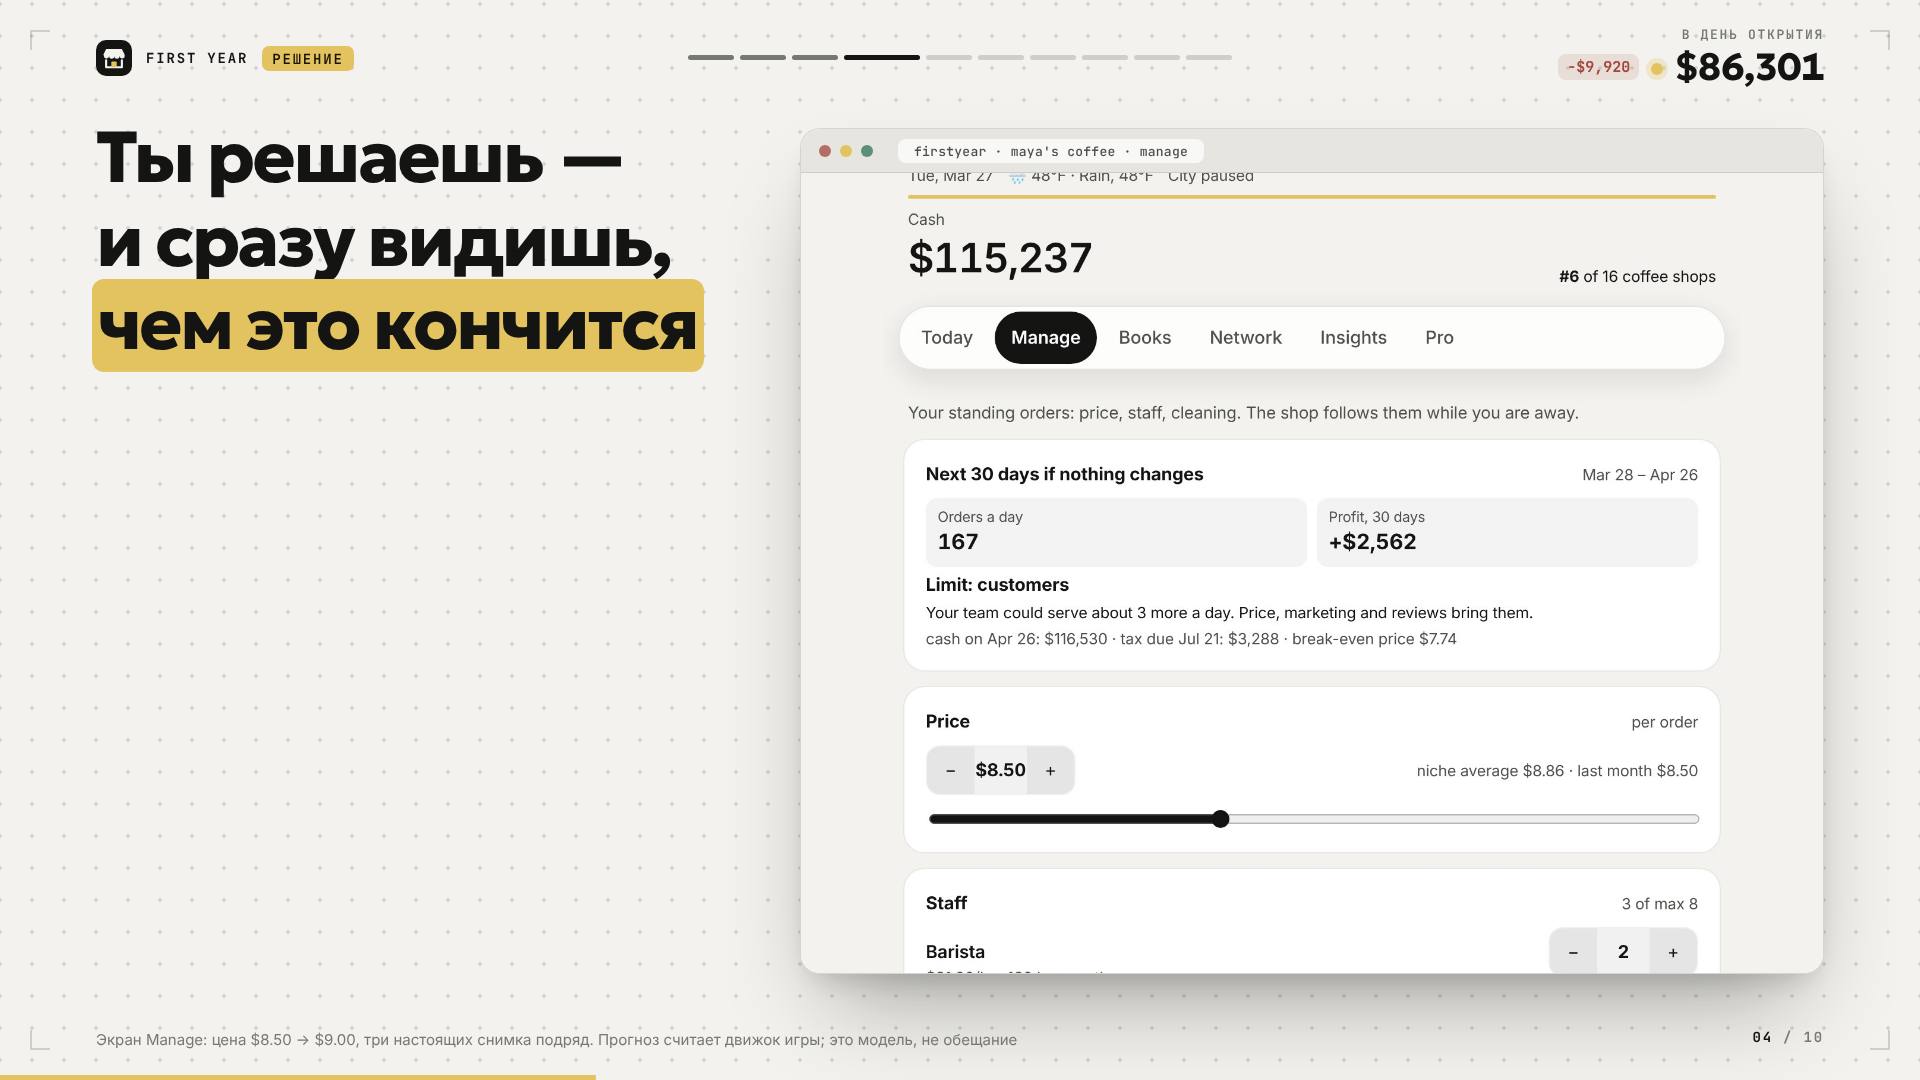 FIRST YEAR РЕШЕНИЕ
В ДЕНЬ ОТКРЫТИЯ
-$9,920 $86,301
Ты решаешь —
и сразу видишь,
чем это кончится
firstyear · maya's coffee · manage
Tue, Mar 27 48°F · Rain, 48°F City paused
Cash
$115,237
#6 of 16 coffee shops
Today Manage Books Network Insights Pro
Your standing orders: price, staff, cleaning. The shop follows them while you are away.
Next 30 days if nothing changes Mar 28 – Apr 26
Orders a day Profit, 30 days
167 +$2,562
Limit: customers
Your team could serve about 3 more a day. Price, marketing and reviews bring them.
cash on Apr 26: $116,530 · tax due Jul 21: $3,288 · break-even price $7.74
Price per order
− $8.50 + niche average $8.86 · last month $8.50
Staff 3 of max 8
Barista − 2 +
Экран Manage: цена $8.50 → $9.00, три настоящих снимка подряд. Прогноз считает движок игры; это модель, не обещание
04 / 10